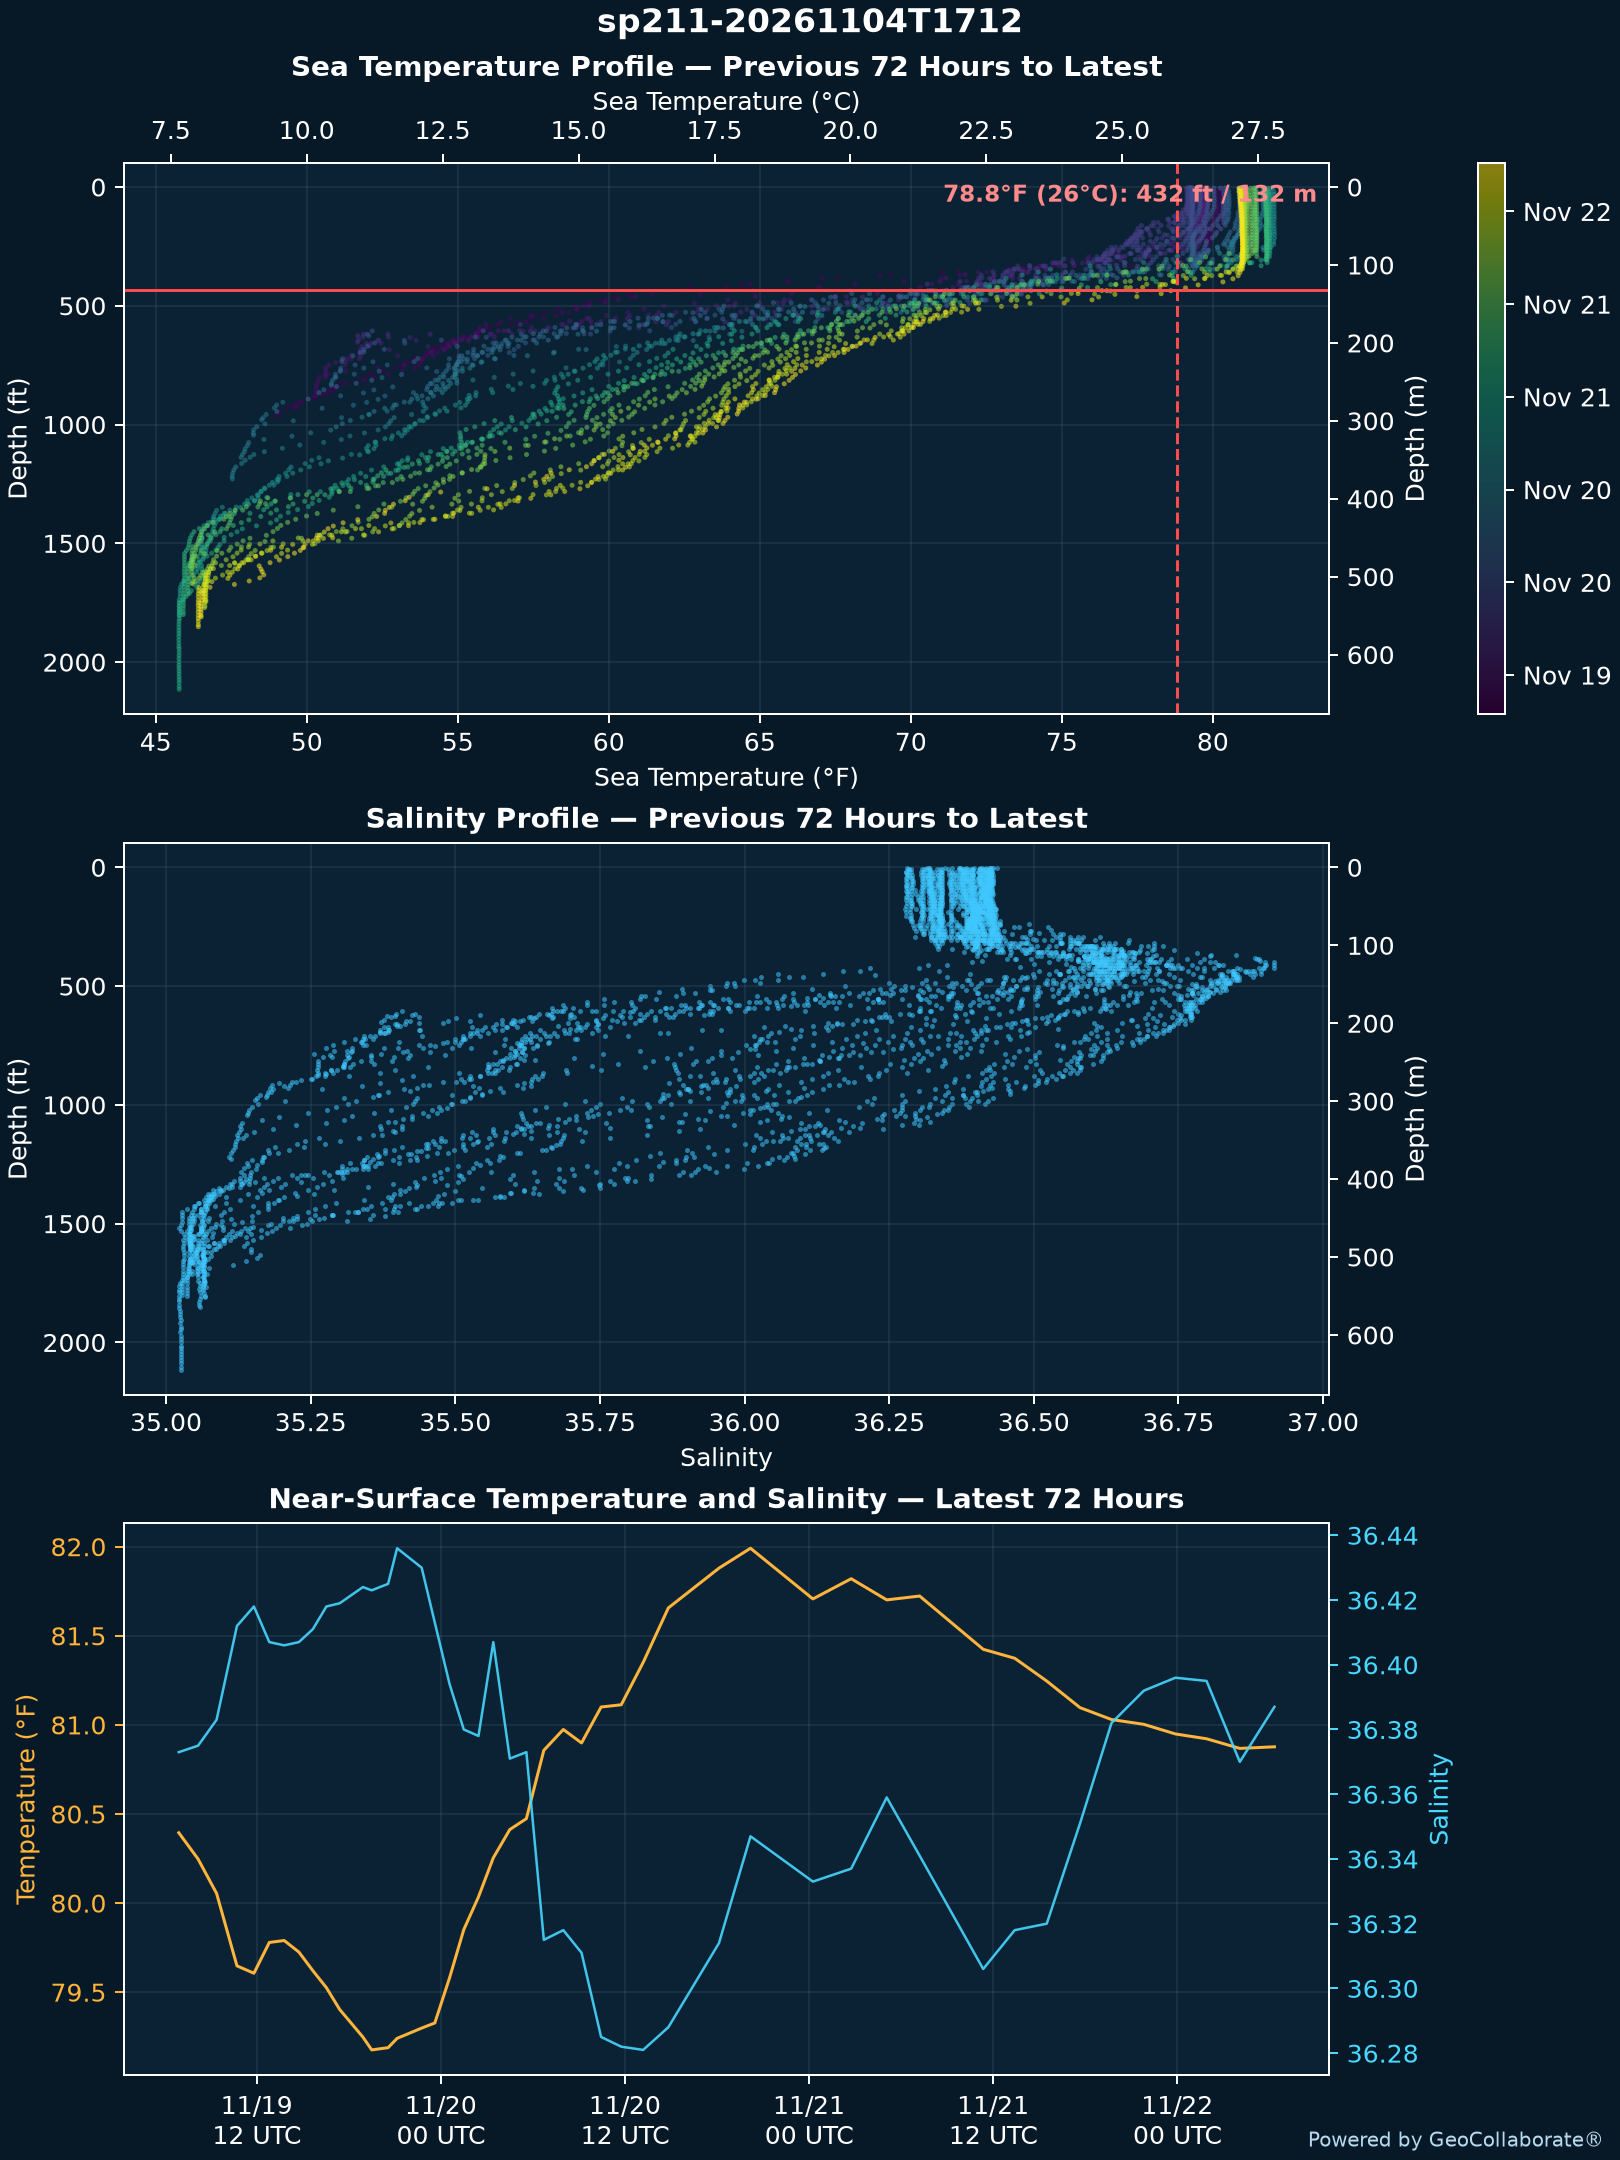 sp211-20261104T1712
Sea Temperature Profile — Previous 72 Hours to Latest
Sea Temperature (°C)
7.5 10.0 12.5 15.0 17.5 20.0 22.5 25.0 27.5
78.8°F (26°C): 432 ft / 132 m
0
500
1000
1500
2000
Depth (ft)
0
100
200
300
400
500
600
Depth (m)
Nov 22
Nov 21
Nov 21
Nov 20
Nov 20
Nov 19
45 50 55 60 65 70 75 80
Sea Temperature (°F)
Salinity Profile — Previous 72 Hours to Latest
0
500
1000
1500
2000
Depth (ft)
0
100
200
300
400
500
600
Depth (m)
35.00 35.25 35.50 35.75 36.00 36.25 36.50 36.75 37.00
Salinity
Near-Surface Temperature and Salinity — Latest 72 Hours
82.0
81.5
81.0
80.5
80.0
79.5
Temperature (°F)
36.44
36.42
36.40
36.38
36.36
36.34
36.32
36.30
36.28
Salinity
11/19 11/20 11/20 11/21 11/21 11/22
12 UTC 00 UTC 12 UTC 00 UTC 12 UTC 00 UTC
Powered by GeoCollaborate®